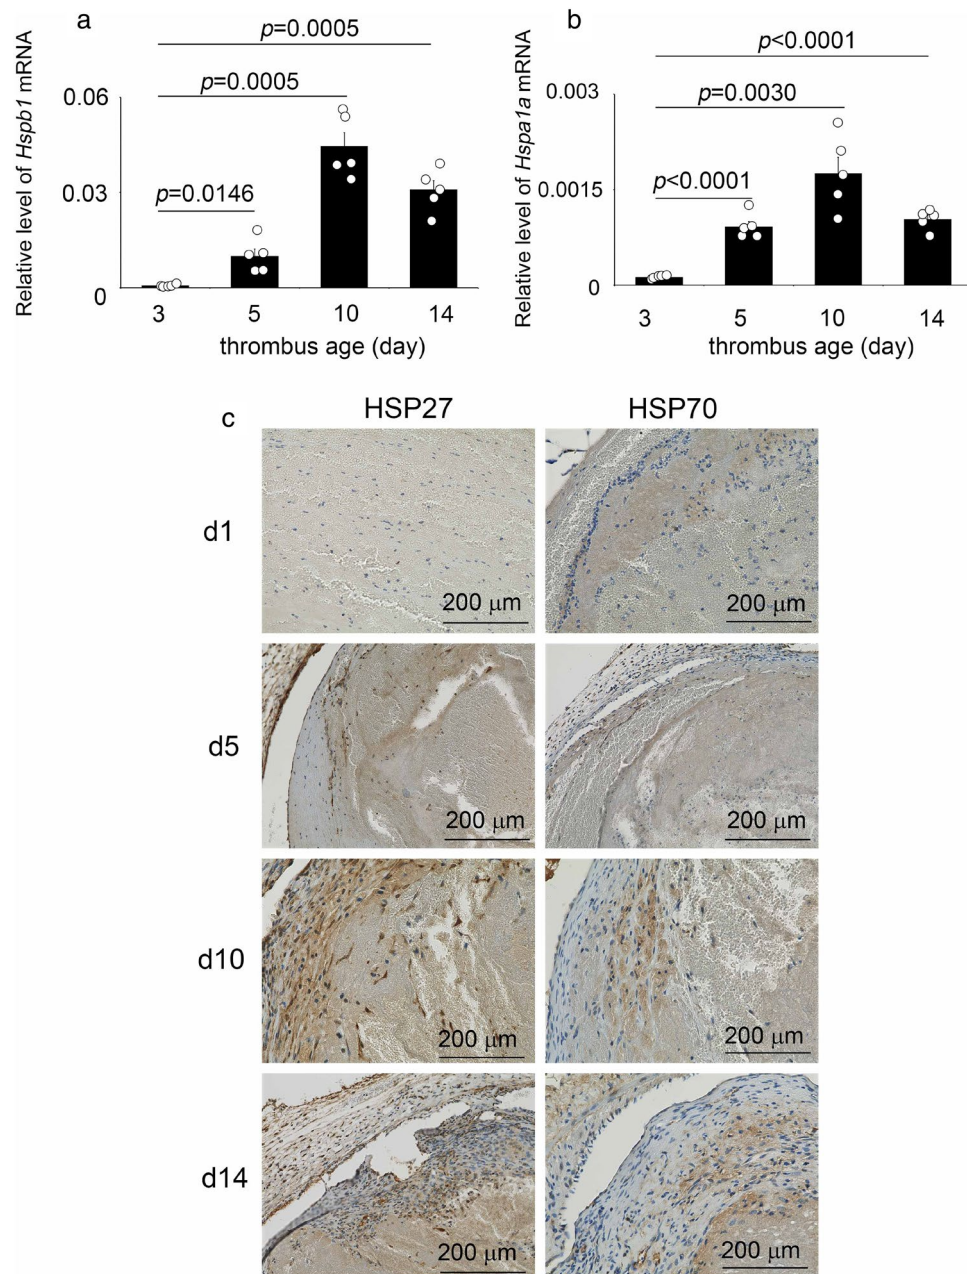 a
Relative level of Hspb1 mRNA
p=0.0005
p=0.0005
p=0.0146
0.06
0.03
0
3 5 10 14
thrombus age (day)
b
Relative level of Hspa1a mRNA
p<0.0001
p=0.0030
p<0.0001
0.003
0.0015
0
3 5 10 14
thrombus age (day)
c
HSP27 HSP70
d1
200 μm 200 μm
d5
200 μm 200 μm
d10
200 μm 200 μm
d14
200 μm 200 μm